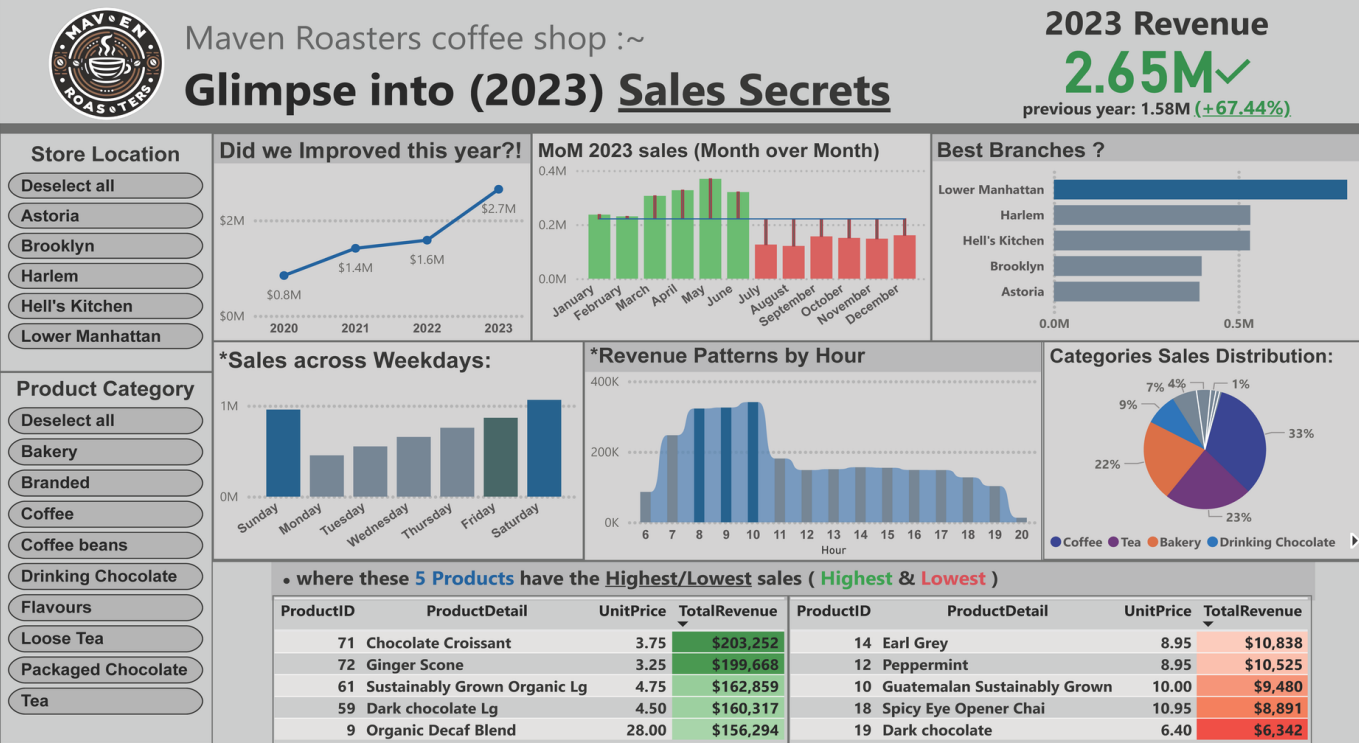 MAVEN
ROASTERS
Maven Roasters coffee shop :~
Glimpse into (2023) Sales Secrets
2023 Revenue
2.65M✓
previous year: 1.58M (+67.44%)
Store Location
Deselect all
Astoria
Brooklyn
Harlem
Hell's Kitchen
Lower Manhattan
Product Category
Deselect all
Bakery
Branded
Coffee
Coffee beans
Drinking Chocolate
Flavours
Loose Tea
Packaged Chocolate
Tea
Did we Improved this year?!
$2M
$0M
$0.8M
$1.4M
$1.6M
$2.7M
2020 2021 2022 2023
MoM 2023 sales (Month over Month)
0.4M
0.2M
0.0M
January February March April May June July August September October November December
Best Branches ?
Lower Manhattan
Harlem
Hell's Kitchen
Brooklyn
Astoria
0.0M 0.5M
*Sales across Weekdays:
1M
0M
Sunday Monday Tuesday Wednesday Thursday Friday Saturday
*Revenue Patterns by Hour
400K
200K
0K
6 7 8 9 10 11 12 13 14 15 16 17 18 19 20
Hour
Categories Sales Distribution:
7% 4% 1%
9%
33%
22%
23%
Coffee Tea Bakery Drinking Chocolate
• where these 5 Products have the Highest/Lowest sales ( Highest & Lowest )
ProductID ProductDetail UnitPrice TotalRevenue
71 Chocolate Croissant 3.75 $203,252
72 Ginger Scone 3.25 $199,668
61 Sustainably Grown Organic Lg 4.75 $162,859
59 Dark chocolate Lg 4.50 $160,317
9 Organic Decaf Blend 28.00 $156,294
ProductID ProductDetail UnitPrice TotalRevenue
14 Earl Grey 8.95 $10,838
12 Peppermint 8.95 $10,525
10 Guatemalan Sustainably Grown 10.00 $9,480
18 Spicy Eye Opener Chai 10.95 $8,891
19 Dark chocolate 6.40 $6,342